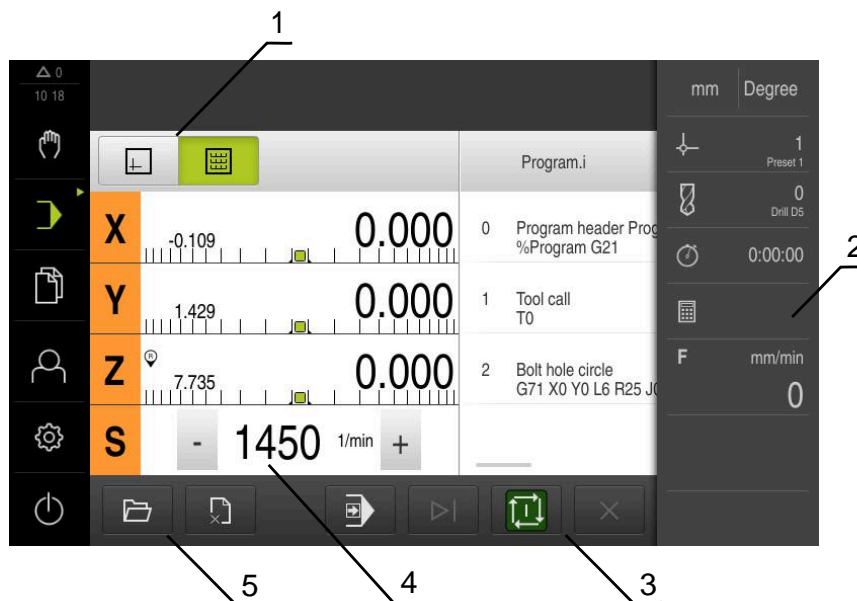 1
△ 0
10 18
mm Degree
1
Preset 1
Program.i
0
Drill D5
X -0.109 0.000
0 Program header Prog
%Program G21
2
0:00:00
Y 1.429 0.000
1 Tool call
T0
F mm/min
0
Z R 7.735 0.000
2 Bolt hole circle
G71 X0 Y0 L6 R25 J
S - 1450 1/min +
I
5 4 3